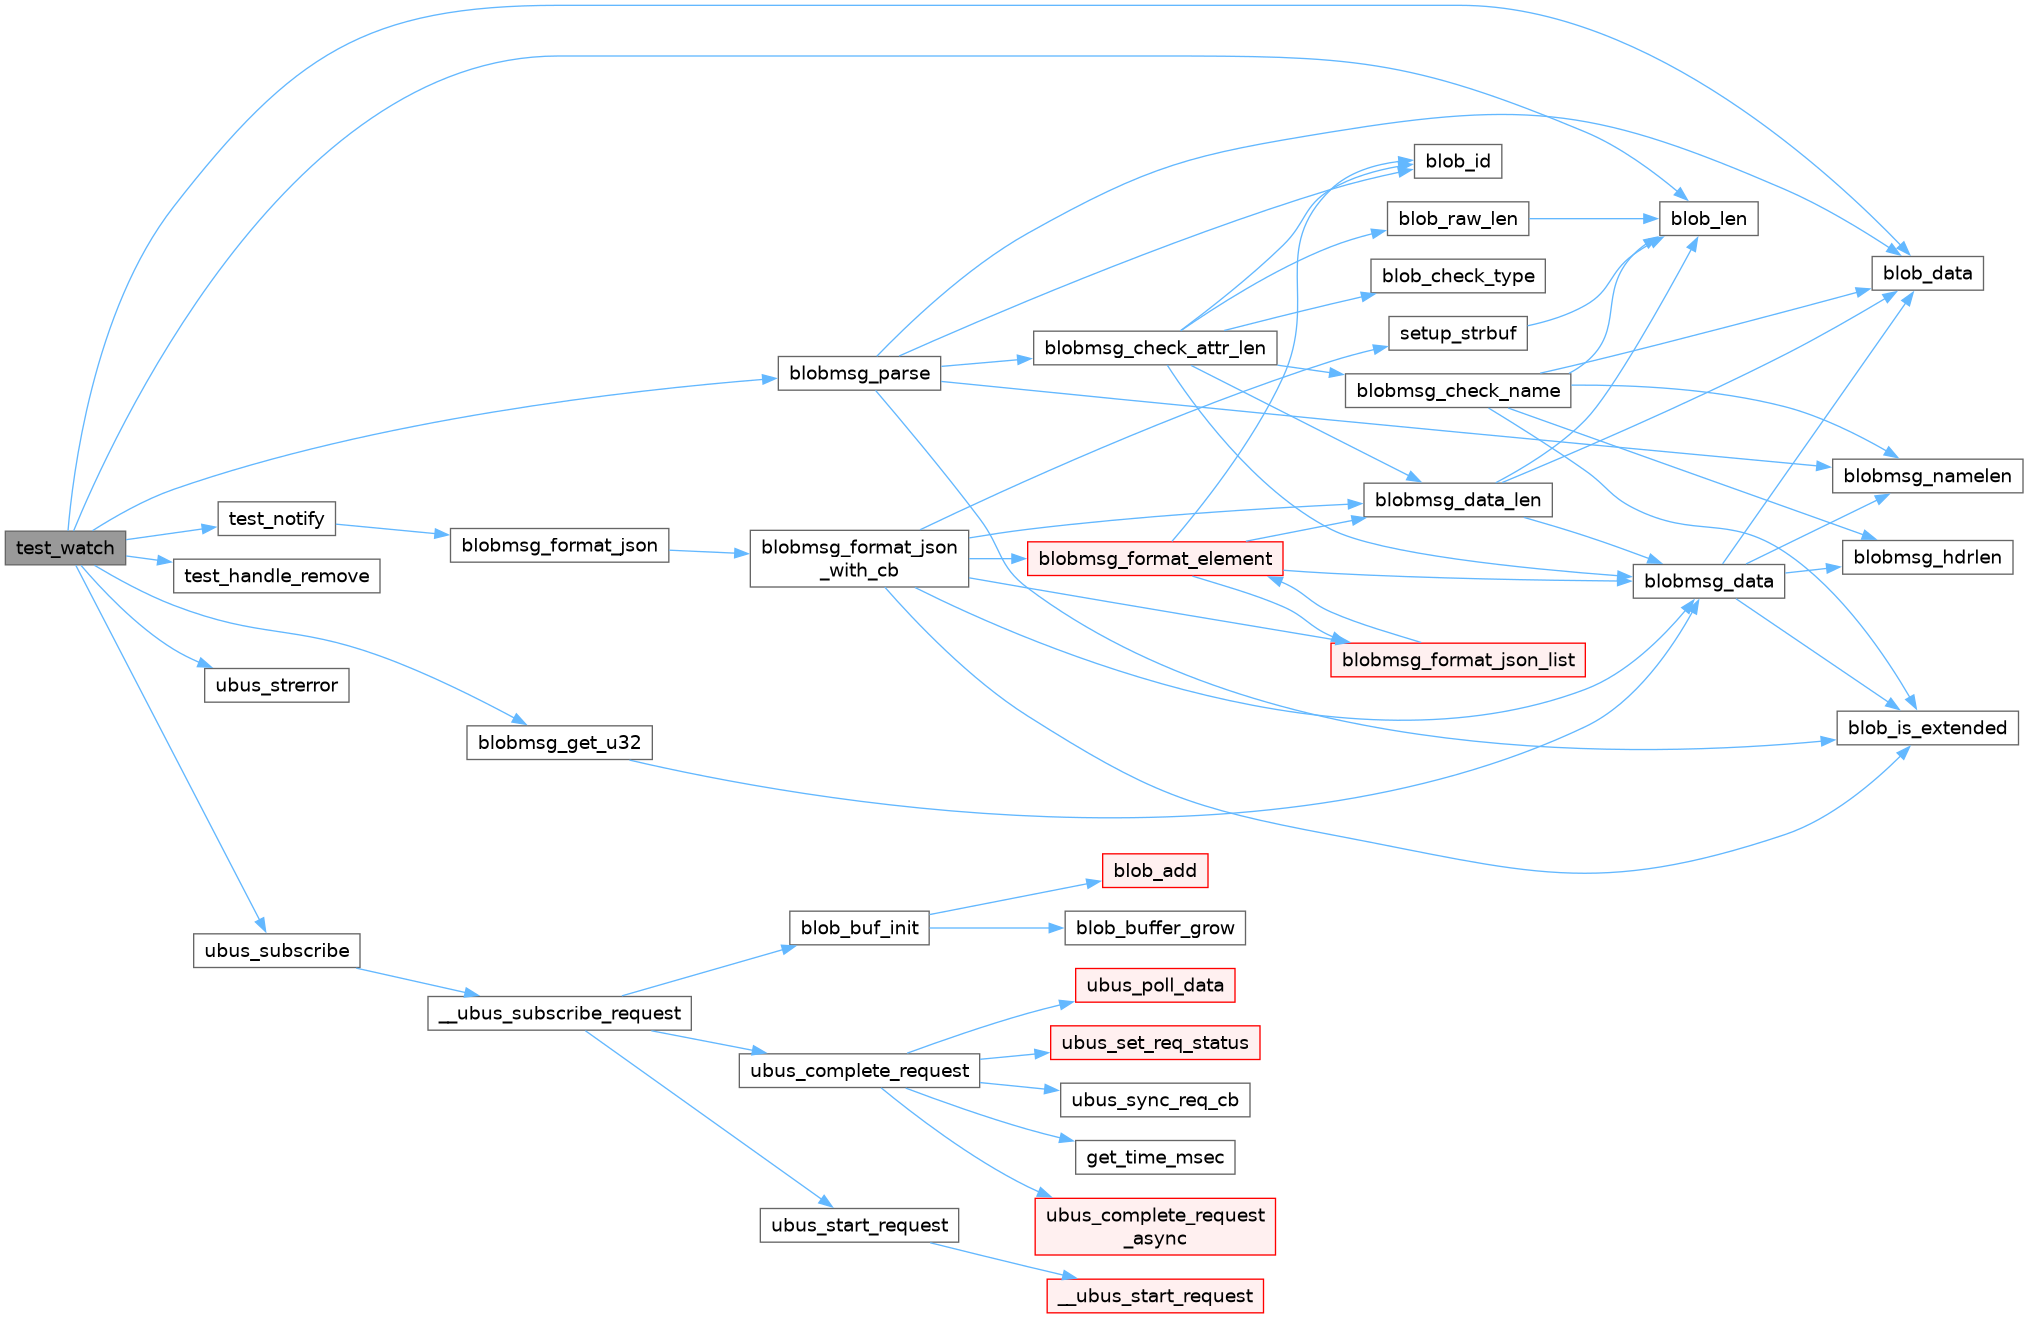 test_watch
blob_data
blob_len
blob_id
blob_raw_len
blob_check_type
setup_strbuf
blobmsg_parse
blobmsg_check_attr_len
blobmsg_check_name
blobmsg_namelen
blobmsg_data_len
test_notify
blobmsg_format_json
blobmsg_format_json
_with_cb
blobmsg_format_element
blobmsg_data
blobmsg_hdrlen
test_handle_remove
blobmsg_format_json_list
ubus_strerror
blobmsg_get_u32
blob_is_extended
blob_add
blob_buf_init
blob_buffer_grow
ubus_subscribe
__ubus_subscribe_request
ubus_poll_data
ubus_set_req_status
ubus_complete_request
ubus_sync_req_cb
get_time_msec
ubus_complete_request
_async
ubus_start_request
__ubus_start_request